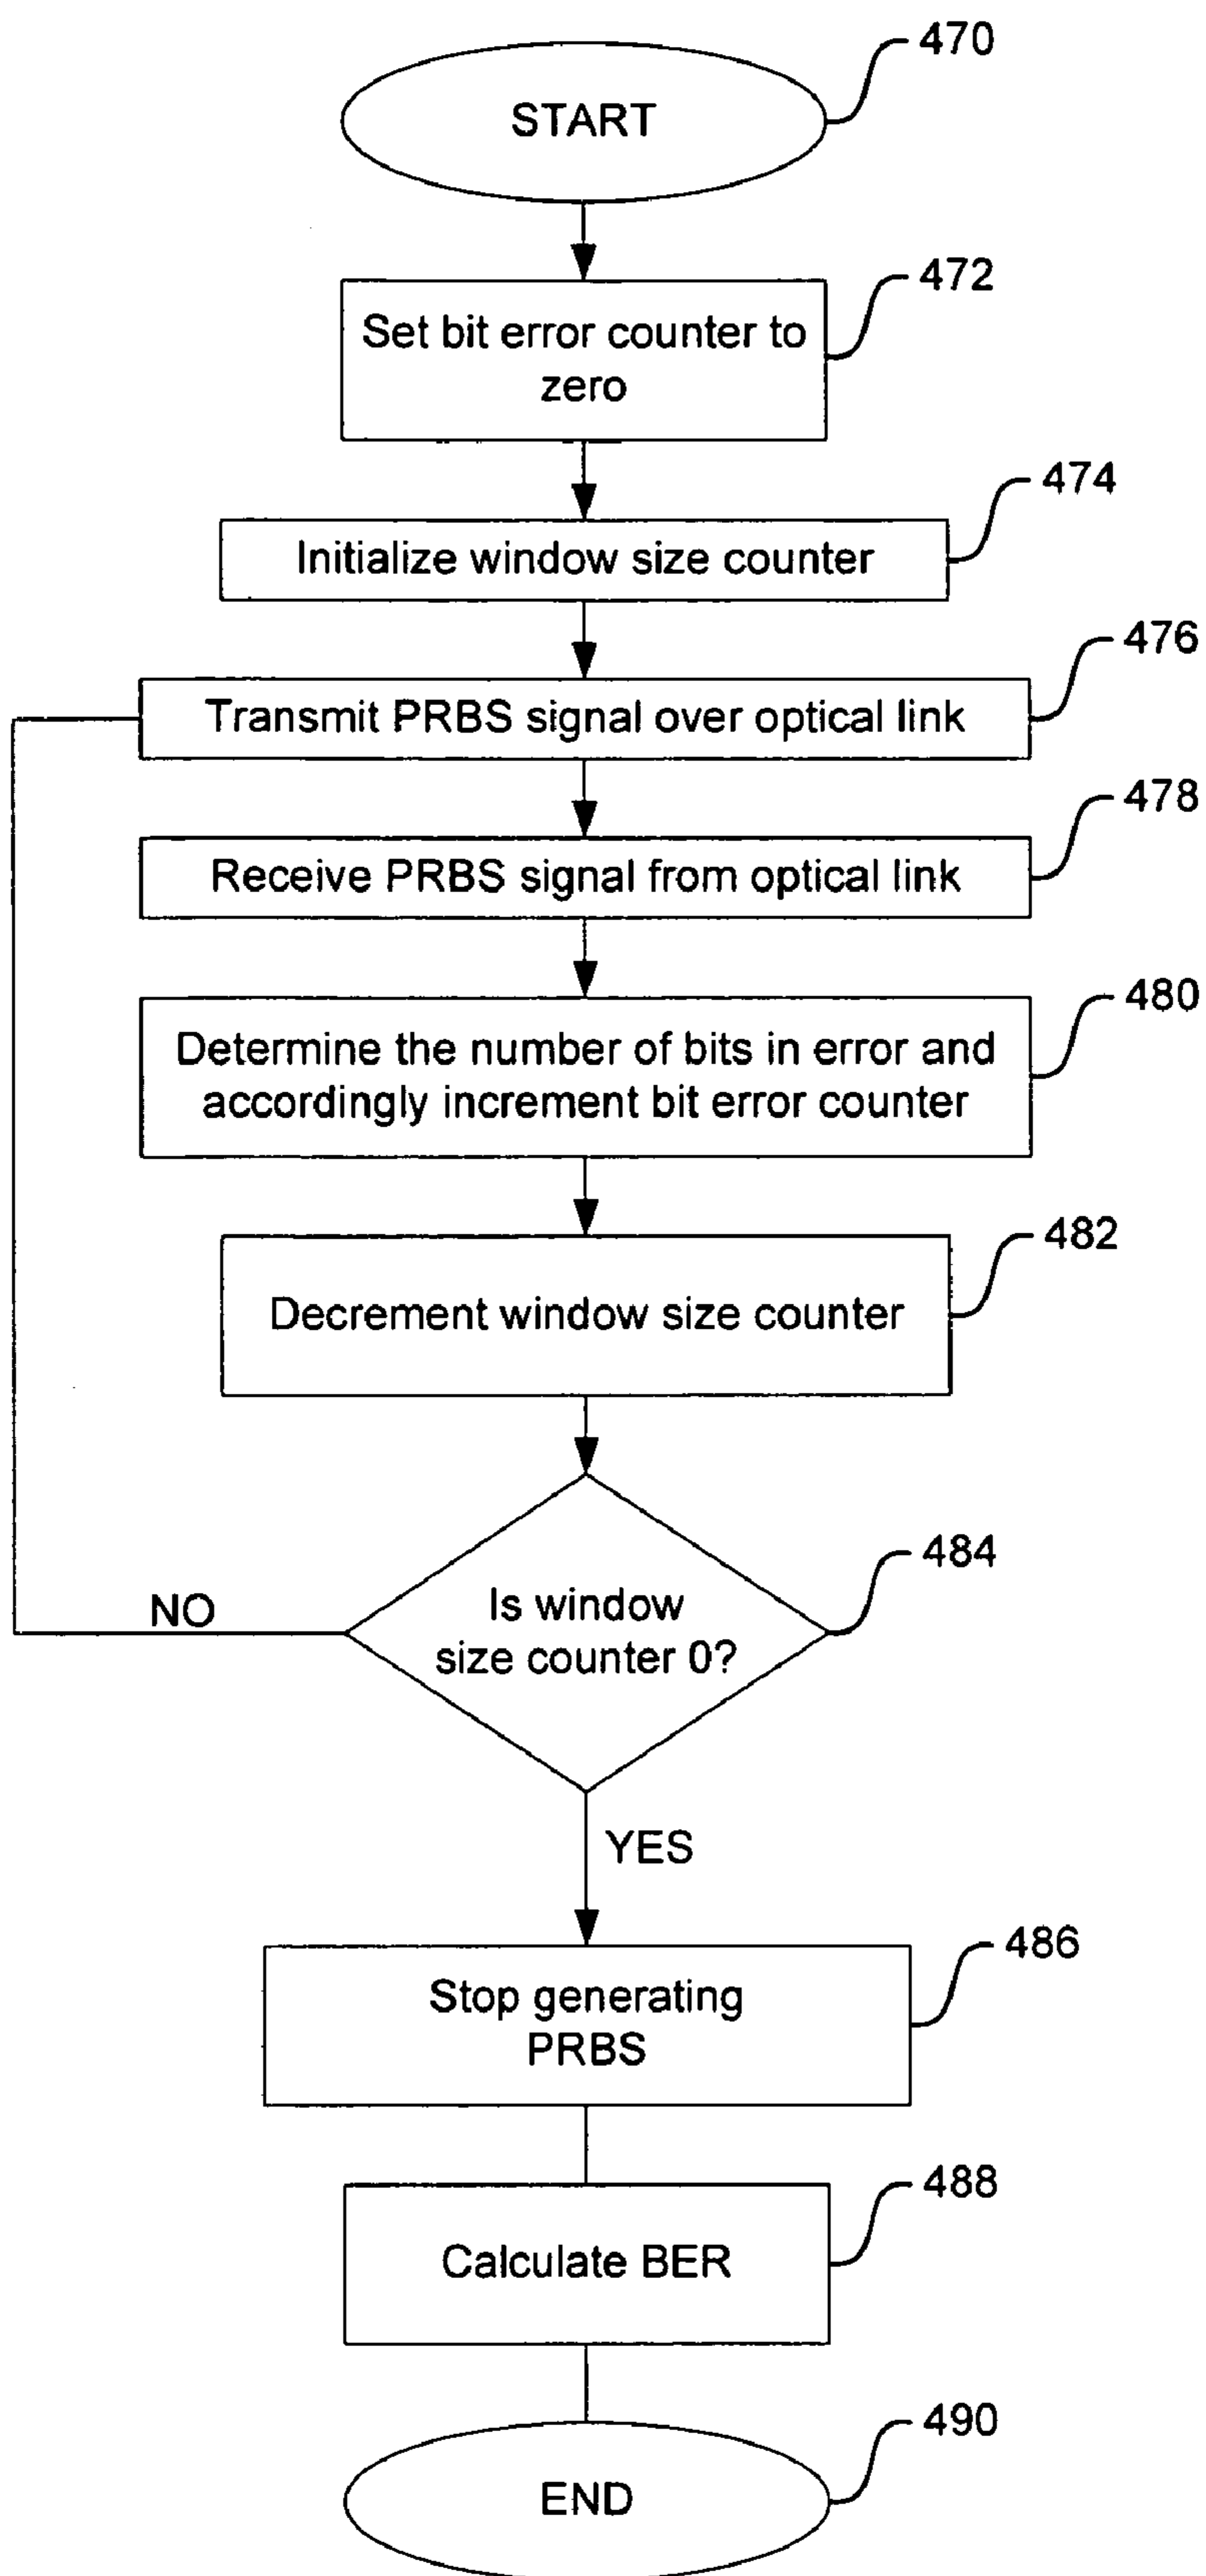 470
START
472
Set bit error counter to
zero
474
Initialize window size counter
476
Transmit PRBS signal over optical link
478
Receive PRBS signal from optical link
480
Determine the number of bits in error and
accordingly increment bit error counter
482
Decrement window size counter
484
Is window
size counter 0?
NO
YES
486
Stop generating
PRBS
488
Calculate BER
490
END